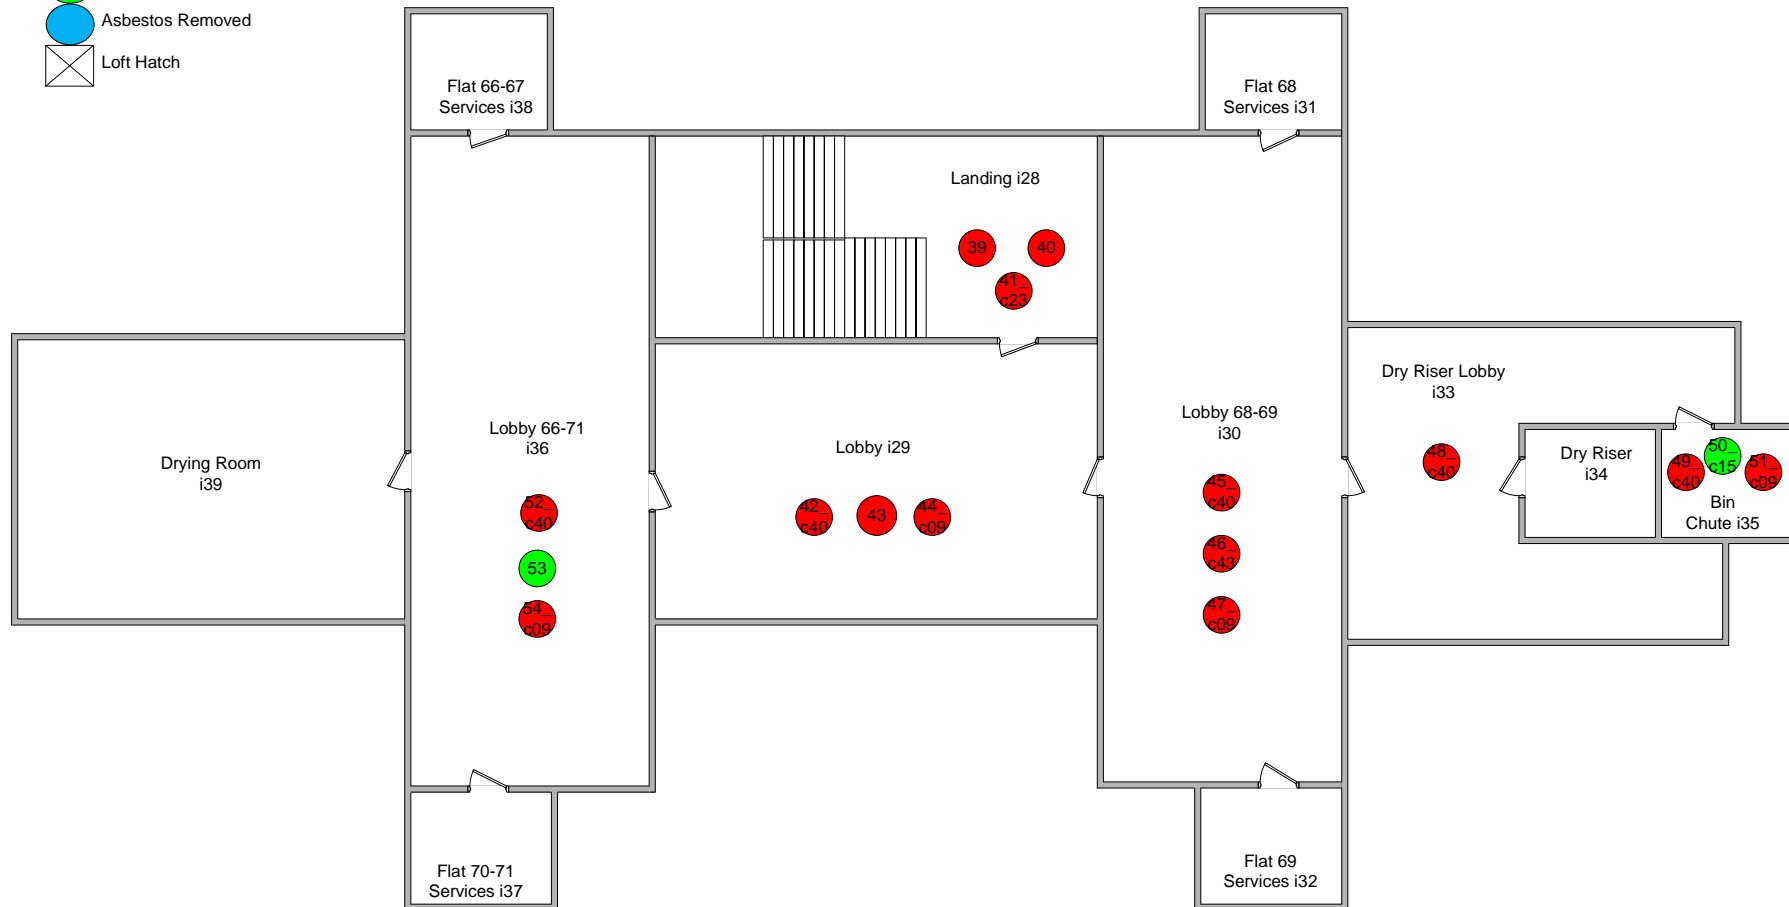 Asbestos Removed
Loft Hatch
Flat 66-67
Services i38
Flat 68
Services i31
Landing i28
39
40
41_
c23
Dry Riser Lobby
i33
Lobby 68-69
i30
Lobby 66-71
i36
Lobby i29
Drying Room
i39
Dry Riser
i34
48_
c40
49_
c40
50_
c15
51_
c09
Bin
Chute i35
45_
c40
46_
c43
47_
c09
52_
c40
53
54_
c09
42_
c40
43
44_
c09
Flat 70-71
Services i37
Flat 69
Services i32